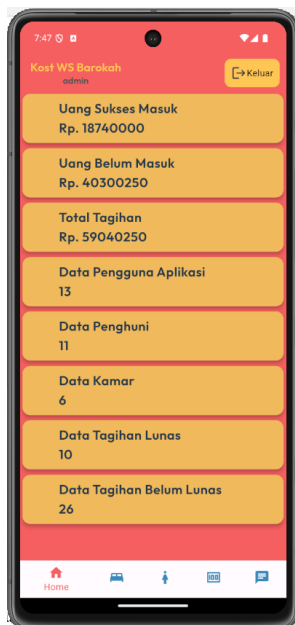 7:47
Kost WS Barokah
admin
Keluar
Uang Sukses Masuk
Rp. 18740000
Uang Belum Masuk
Rp. 40300250
Total Tagihan
Rp. 59040250
Data Pengguna Aplikasi
13
Data Penghuni
11
Data Kamar
6
Data Tagihan Lunas
10
Data Tagihan Belum Lunas
26
Home